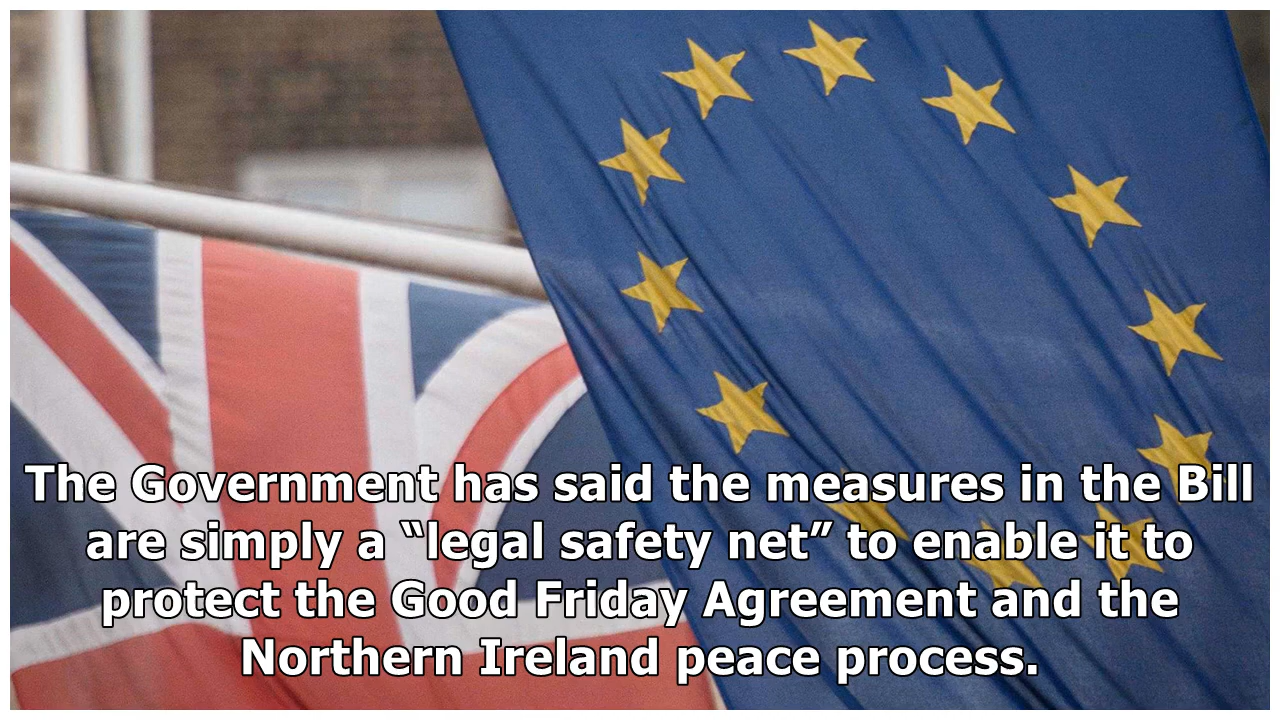 The Government has said the measures in the Bill
are simply a “legal safety net” to enable it to
protect the Good Friday Agreement and the
Northern Ireland peace process.